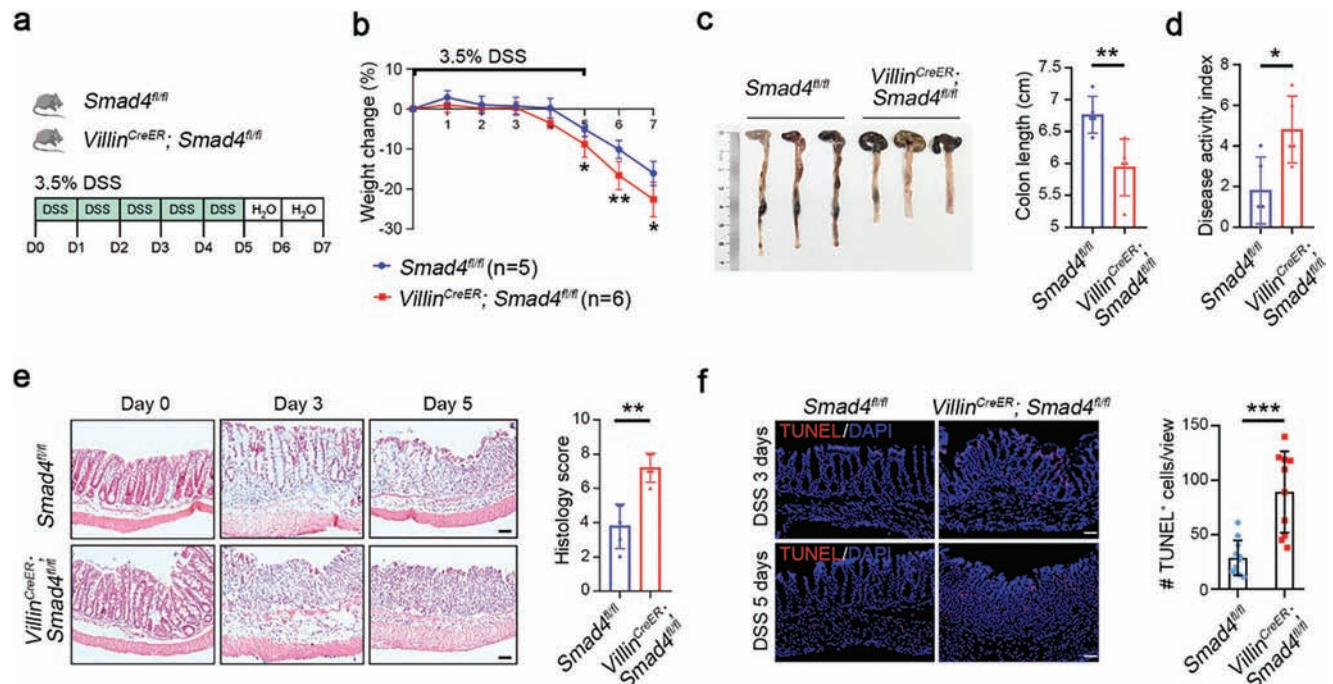 a
Smad4fl/fl
VillinCreER; Smad4fl/fl
3.5% DSS
DSS DSS DSS DSS DSS H2O H2O
D0 D1 D2 D3 D4 D5 D6 D7
b
3.5% DSS
Weight change (%)
10
0
-10
-20
-30
1 2 3 4 5 6 7
*
**
*
Smad4fl/fl (n=5)
VillinCreER; Smad4fl/fl (n=6)
c
Smad4fl/fl
VillinCreER;
Smad4fl/fl
**
Colon length (cm)
7.5
7
6.5
6
5.5
5
Smad4fl/fl
VillinCreER;
Smad4fl/fl
d
*
Disease activity index
8
6
4
2
0
Smad4fl/fl
VillinCreER;
Smad4fl/fl
e
Day 0 Day 3 Day 5
Smad4fl/fl
VillinCreER;
Smad4fl/fl
**
Histology score
10
8
6
4
2
0
Smad4fl/fl
VillinCreER;
Smad4fl/fl
f
Smad4fl/fl VillinCreER; Smad4fl/fl
DSS 3 days
TUNEL/DAPI
DSS 5 days
TUNEL/DAPI
***
# TUNEL+ cells/view
150
100
50
0
Smad4fl/fl
VillinCreER;
Smad4fl/fl